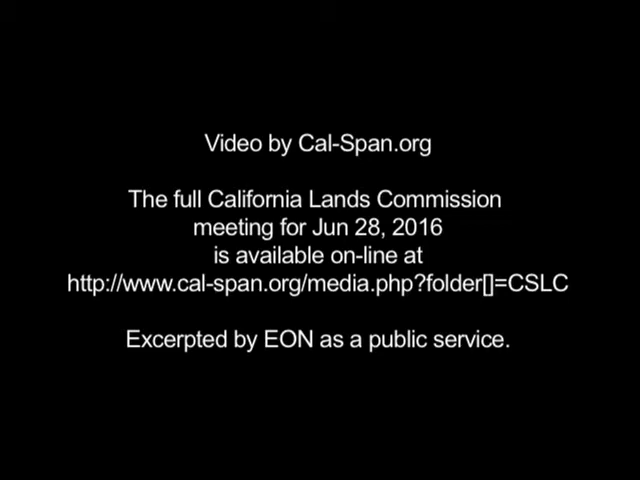 Video by Cal-Span.org
The full California Lands Commission
meeting for Jun 28, 2016
is available on-line at
http://www.cal-span.org/media.php?folder[]=CSLC
Excerpted by EON as a public service.